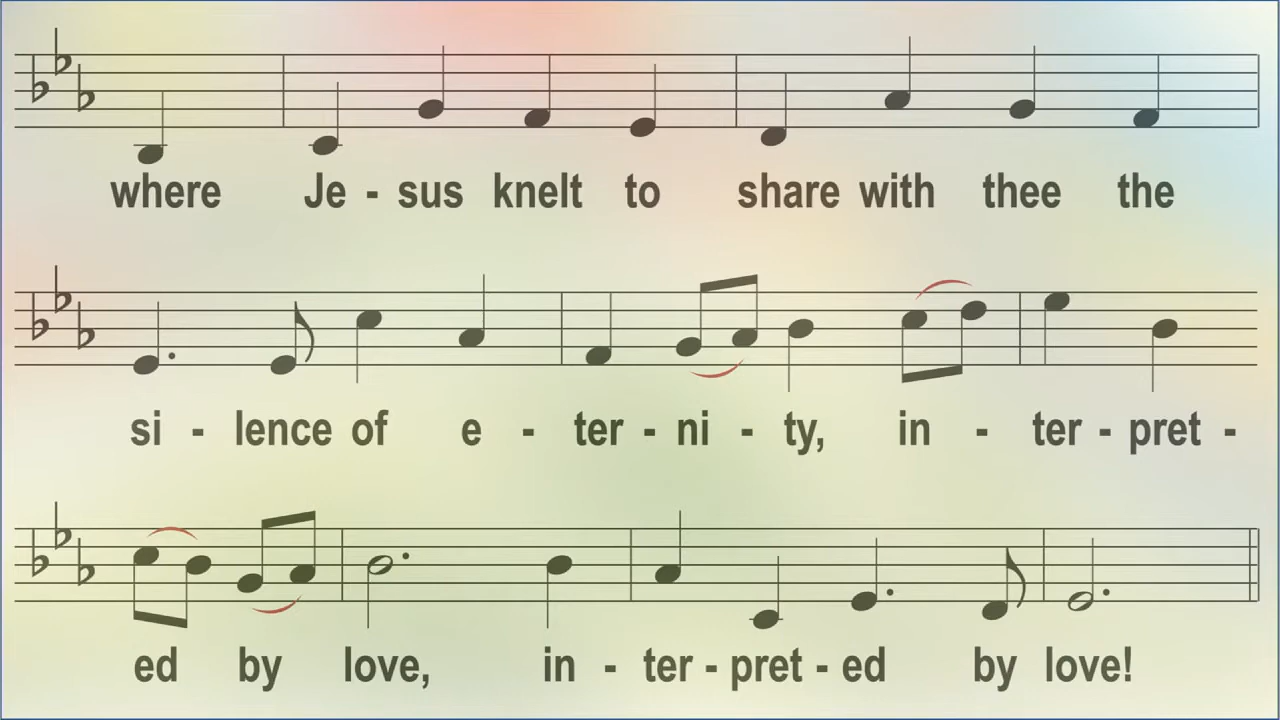 where Je - sus knelt to share with thee the
si - lence of e - ter - ni - ty, in - ter - pret -
ed by love, in - ter - pret - ed by love!